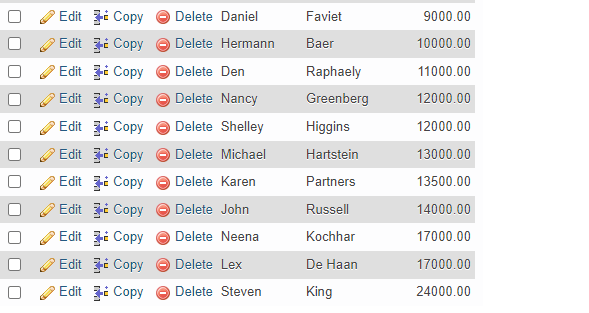 Edit Copy Delete Daniel Faviet 9000.00
Edit Copy Delete Hermann Baer 10000.00
Edit Copy Delete Den Raphaely 11000.00
Edit Copy Delete Nancy Greenberg 12000.00
Edit Copy Delete Shelley Higgins 12000.00
Edit Copy Delete Michael Hartstein 13000.00
Edit Copy Delete Karen Partners 13500.00
Edit Copy Delete John Russell 14000.00
Edit Copy Delete Neena Kochhar 17000.00
Edit Copy Delete Lex De Haan 17000.00
Edit Copy Delete Steven King 24000.00